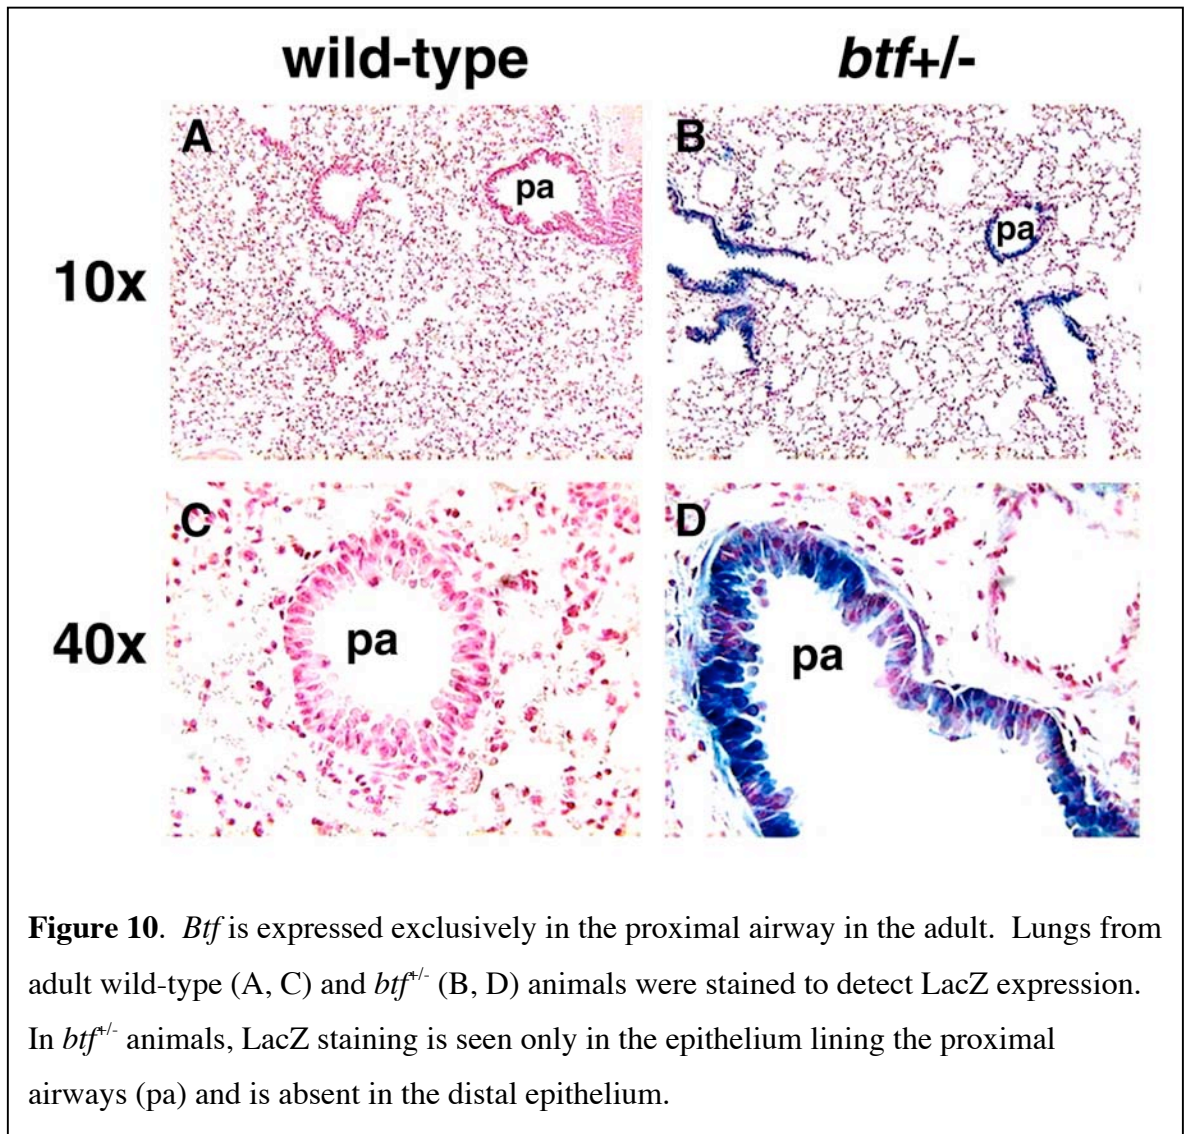 wild-type btf+/-
A B
pa pa
10x
C D
40x pa pa
Figure 10. Btf is expressed exclusively in the proximal airway in the adult. Lungs from
adult wild-type (A, C) and btf+/- (B, D) animals were stained to detect LacZ expression.
In btf+/- animals, LacZ staining is seen only in the epithelium lining the proximal
airways (pa) and is absent in the distal epithelium.